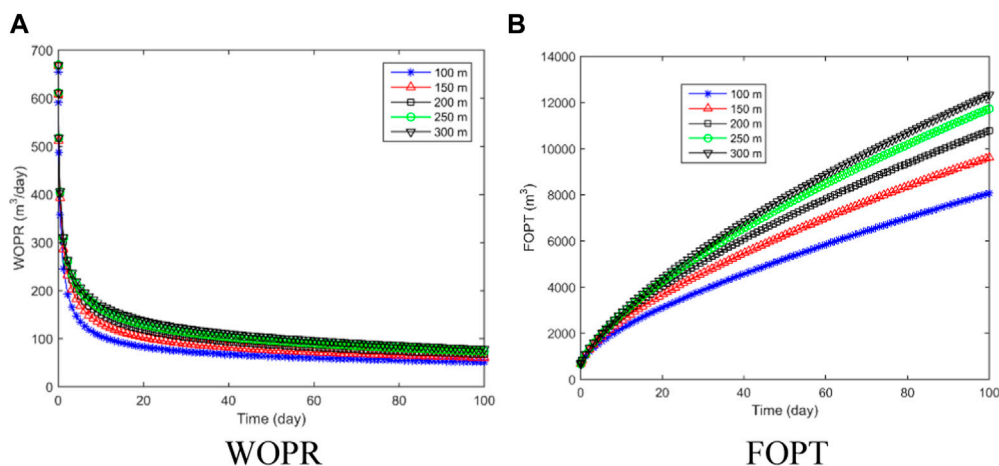 A
700
600
500
400
300
200
100
0
WOPR (m³/day)
0 20 40 60 80 100
Time (day)
100 m
150 m
200 m
250 m
300 m
WOPR
B
14000
12000
10000
8000
6000
4000
2000
0
FOPT (m³)
0 20 40 60 80 100
Time (day)
100 m
150 m
200 m
250 m
300 m
FOPT